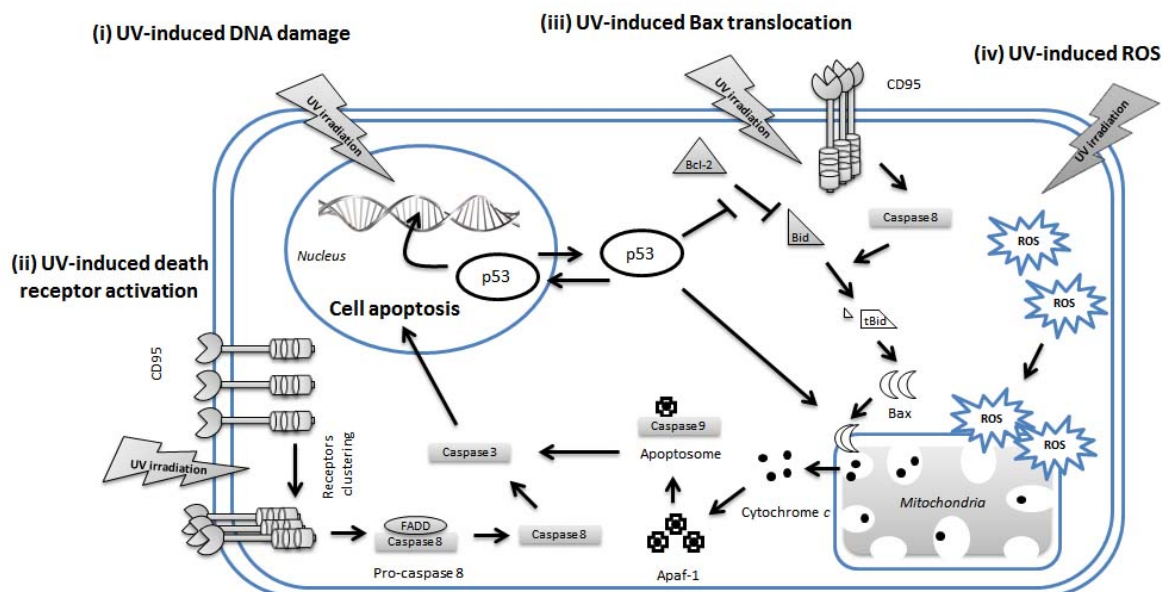 (i) UV-induced DNA damage
(iii) UV-induced Bax translocation
(iv) UV-induced ROS
UV irradiation
UV irradiation
CD95
UV irradiation
Bcl-2
Caspase 8
Bid
ROS
ROS
Nucleus
p53
p53
(ii) UV-induced death
receptor activation
Cell apoptosis
tBid
CD95
Bax
ROS
ROS
Caspase 9
Apoptosome
Caspase 3
UV irradiation
Receptors
clustering
Cytochrome c
Mitochondria
FADD
Caspase 8
Caspase 8
Pro-caspase 8
Apaf-1